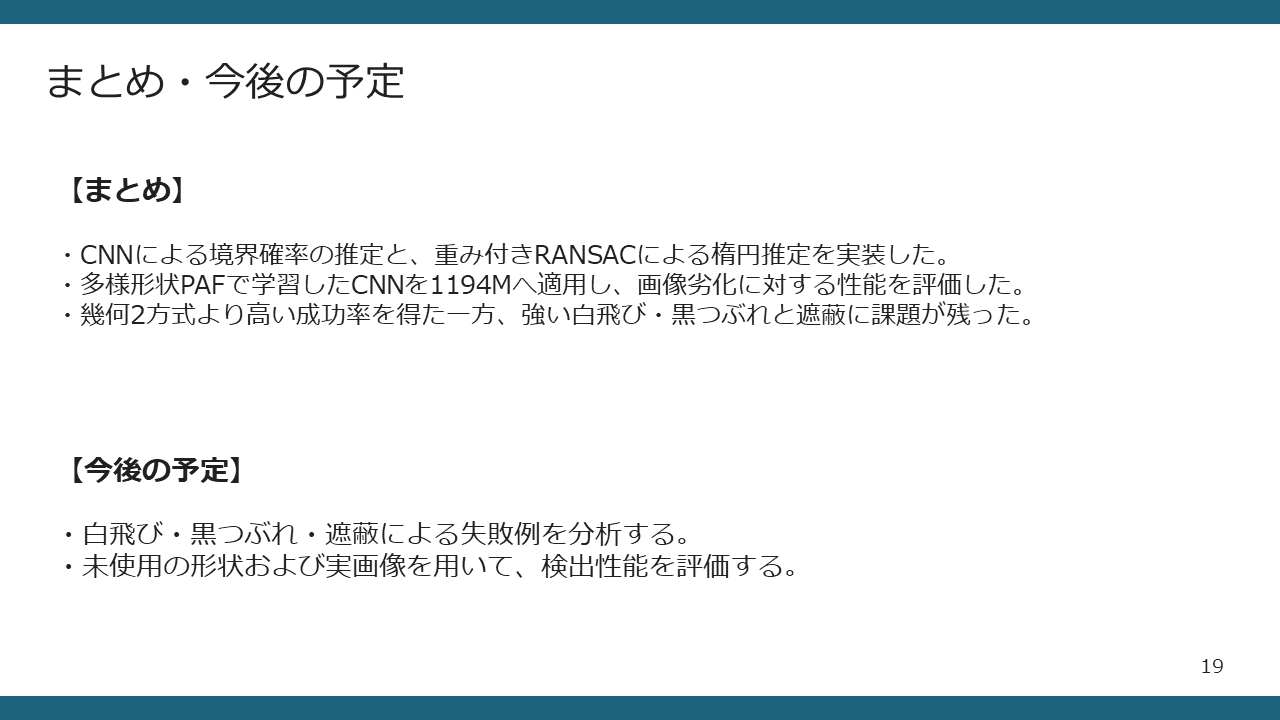 まとめ・今後の予定
【まとめ】
・CNNによる境界確率の推定と、重み付きRANSACによる楕円推定を実装した。
・多様形状PAFで学習したCNNを1194Mへ適用し、画像劣化に対する性能を評価した。
・幾何2方式より高い成功率を得た一方、強い白飛び・黒つぶれと遮蔽に課題が残った。
【今後の予定】
・白飛び・黒つぶれ・遮蔽による失敗例を分析する。
・未使用の形状および実画像を用いて、検出性能を評価する。
19